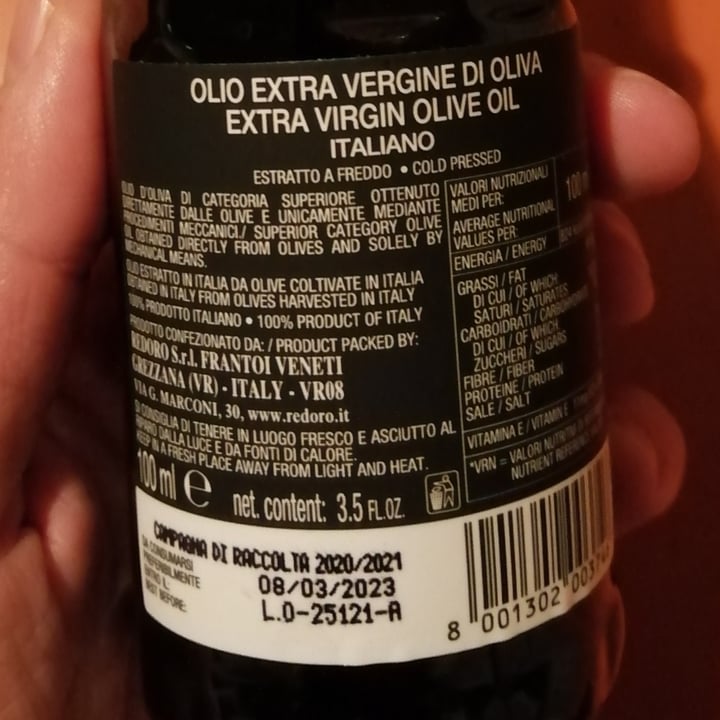 OLIO EXTRA VERGINE DI OLIVA
EXTRA VIRGIN OLIVE OIL
ITALIANO
ESTRATTO A FREDDO • COLD PRESSED
OLIO D'OLIVA DI CATEGORIA SUPERIORE OTTENUTO
DIRETTAMENTE DALLE OLIVE E UNICAMENTE MEDIANTE
PROCEDIMENTI MECCANICI/ SUPERIOR CATEGORY OLIVE
OIL OBTAINED DIRECTLY FROM OLIVES AND SOLELY BY
MECHANICAL MEANS.
OLIO ESTRATTO IN ITALIA DA OLIVE COLTIVATE IN ITALIA
OBTAINED IN ITALY FROM OLIVES HARVESTED IN ITALY
100% PRODOTTO ITALIANO • 100% PRODUCT OF ITALY
PRODOTTO CONFEZIONATO DA: / PRODUCT PACKED BY:
REDORO S.r.l. FRANTOI VENETI
GREZZANA (VR) - ITALY - VR08
VIA G. MARCONI, 30, www.redoro.it
SI CONSIGLIA DI TENERE IN LUOGO FRESCO E ASCIUTTO AL
RIPARO DALLA LUCE E DA FONTI DI CALORE.
KEEP IN A FRESH PLACE AWAY FROM LIGHT AND HEAT.
100 ml e net. content: 3.5 FL.OZ.
VALORI NUTRIZIONALI
MEDI PER:
AVERAGE NUTRITIONAL
VALUES PER:
100
ENERGIA / ENERGY
GRASSI / FAT
DI CUI / OF WHICH
SATURI / SATURATES
CARBOIDRATI / CARBOHYDRATES
DI CUI / OF WHICH
ZUCCHERI / SUGARS
FIBRE / FIBER
PROTEINE / PROTEIN
SALE / SALT
VITAMINA E / VITAMIN E
*VRN = VALORI NUTRITIVI DI
NUTRIENT REFERENCE
CAMPAGNA DI RACCOLTA 2020/2021
DA CONSUMARSI
PREFERIBILMENTE
ENTRO IL:
BEST BEFORE:
08/03/2023
L.O-25121-A
8 001302 003